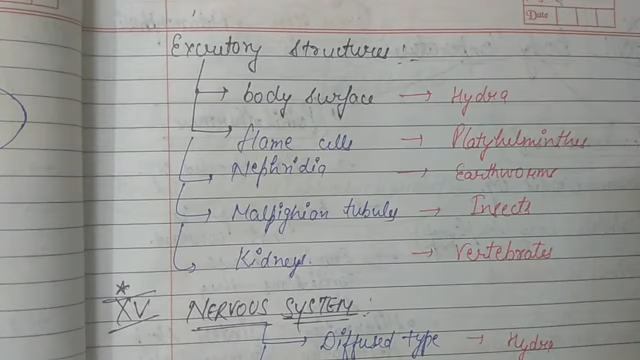 Date
Excretory structures:-
body surface → Hydra
flame cells → Platyhelminthes
Nephridia → Earthworms
Malpighian tubules → Insects
Kidneys. → Vertebrates
* XV NERVOUS SYSTEM:
Diffused type → Hydra